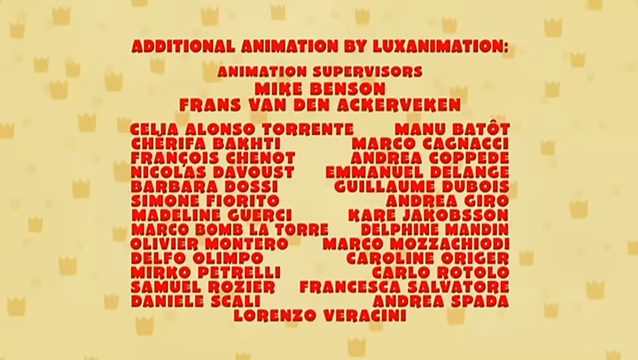 ADDITIONAL ANIMATION BY LUXANIMATION:
ANIMATION SUPERVISORS
MIKE BENSON
FRANS VAN DEN ACKERVEKEN
CELIA ALONSO TORRENTE MANU BATÔT
CHÉRIFA BAKHTI MARCO CAGNACCI
FRANÇOIS CHENOT ANDREA COPPEDE
NICOLAS DAVOUST EMMANUEL DELANGE
BARBARA DOSSI GUILLAUME DUBOIS
SIMONE FIORITO ANDREA GIRO
MADELINE GUERCI KARE JAKOBSSON
MARCO BOMB LA TORRE DELPHINE MANDIN
OLIVIER MONTERO MARCO MOZZACHIODI
DELFO OLIMPO CAROLINE ORIGER
MIRKO PETRELLI CARLO ROTOLO
SAMUEL ROZIER FRANCESCA SALVATORE
DANIELE SCALI ANDREA SPADA
LORENZO VERACINI